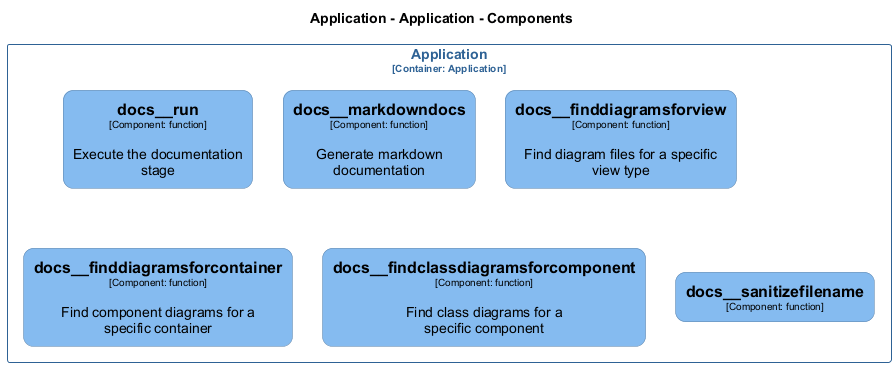 Application - Application - Components
Application
[Container: Application]
docs__run
[Component: function]
Execute the documentation
stage
docs__markdowndocs
[Component: function]
Generate markdown
documentation
docs__finddiagramsforview
[Component: function]
Find diagram files for a specific
view type
docs__finddiagramsforcontainer
[Component: function]
Find component diagrams for a
specific container
docs__findclassdiagramsforcomponent
[Component: function]
Find class diagrams for a
specific component
docs__sanitizefilename
[Component: function]